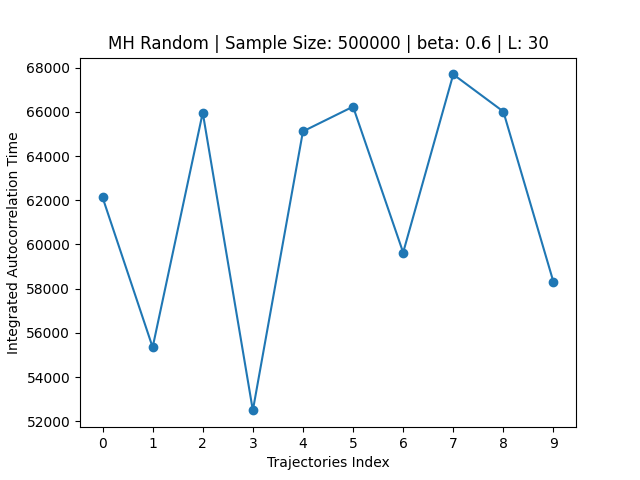 MH Random | Sample Size: 500000 | beta: 0.6 | L: 30
Integrated Autocorrelation Time
68000
66000
64000
62000
60000
58000
56000
54000
52000
0 1 2 3 4 5 6 7 8 9
Trajectories Index